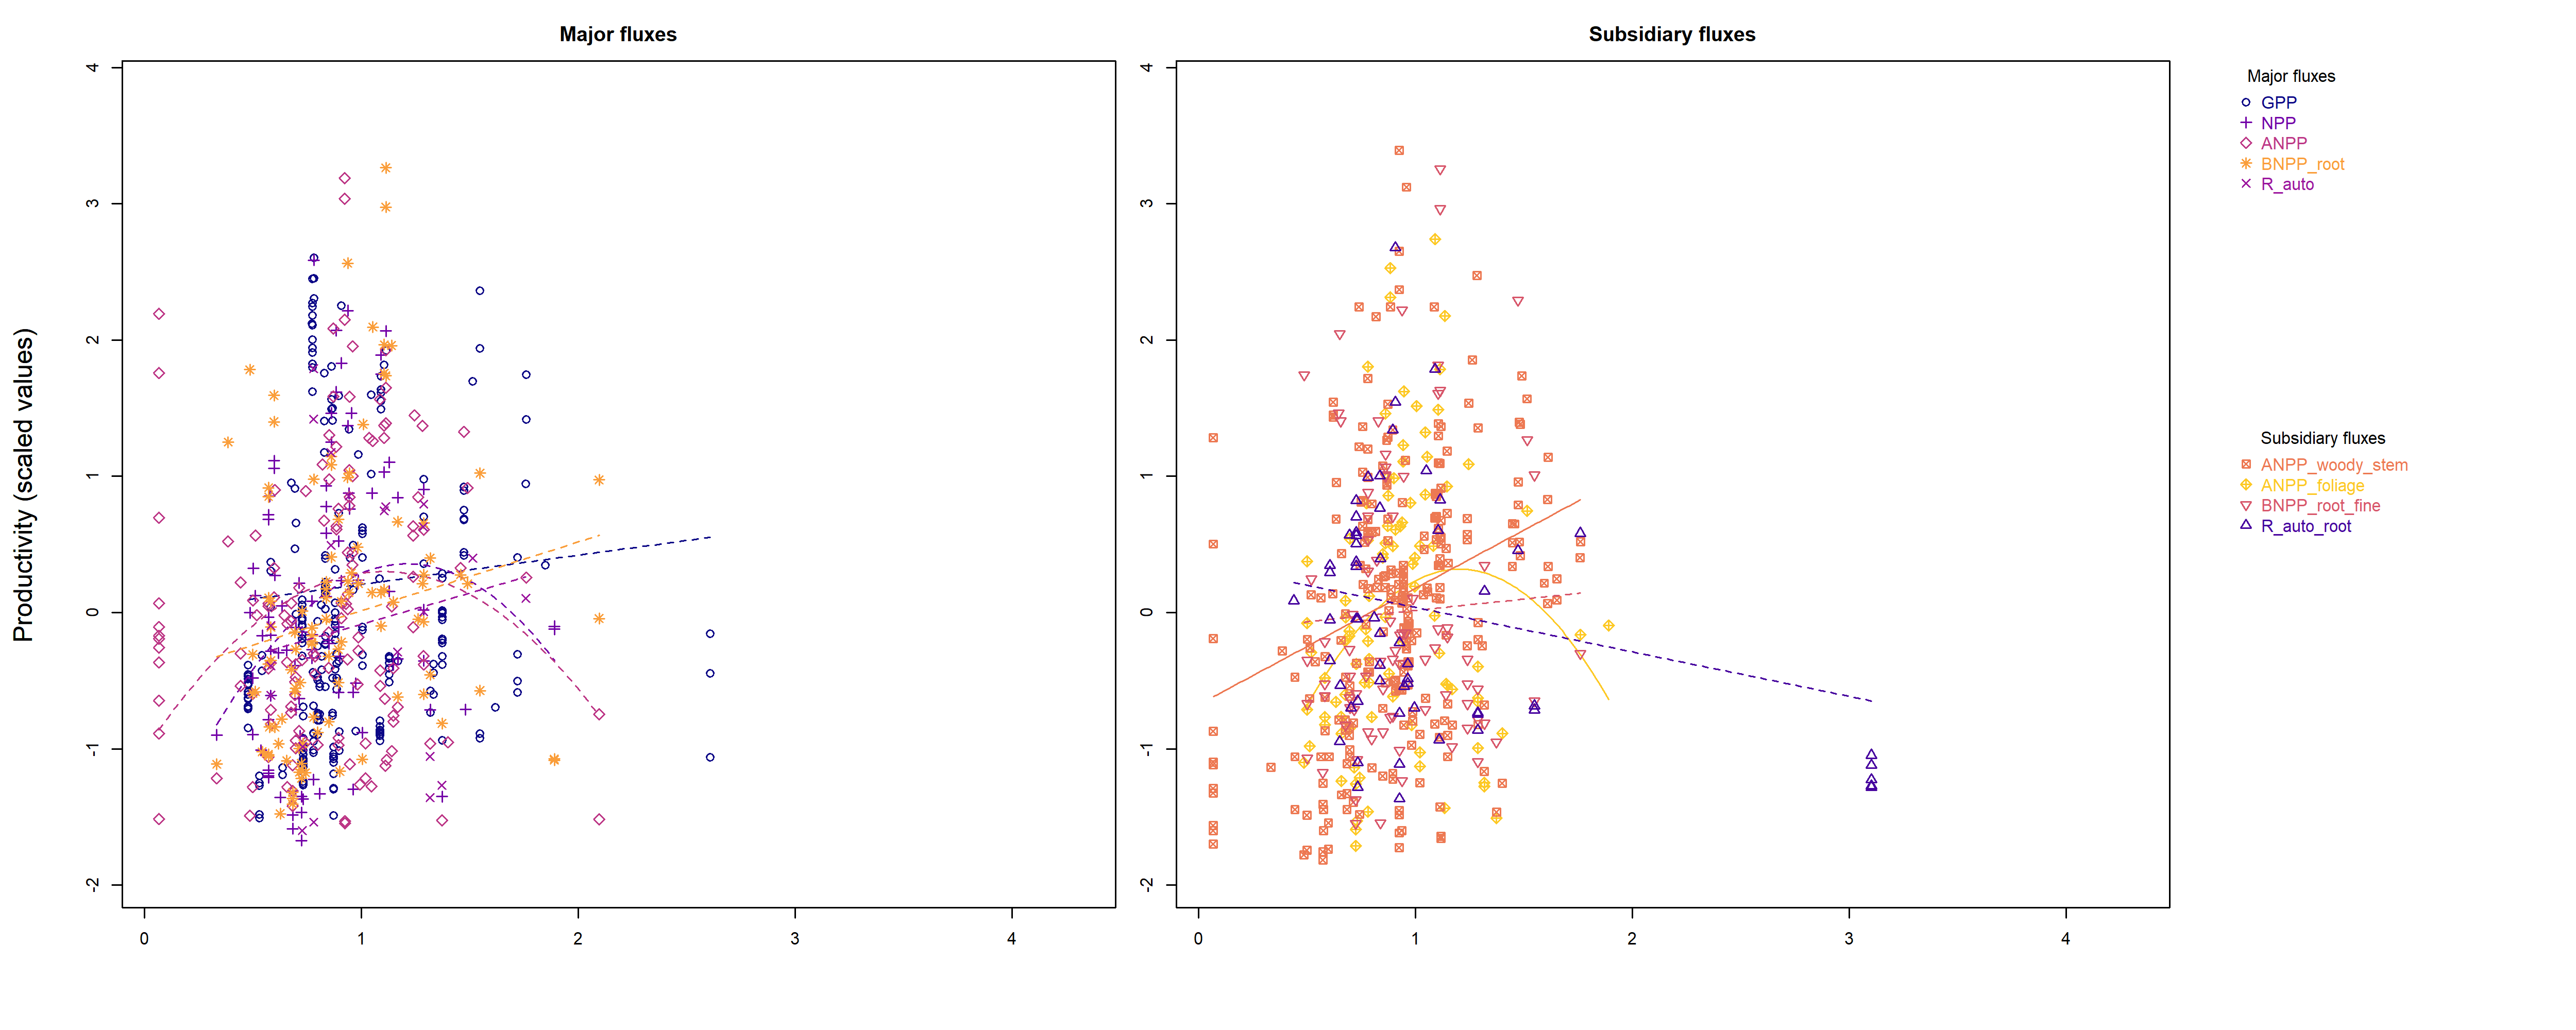 Major fluxes
Subsidiary fluxes
Productivity (scaled values)
4
3
2
1
0
-1
-2
0
1
2
3
4
4
3
2
1
0
-1
-2
0
1
2
3
4
Major fluxes
GPP
NPP
ANPP
BNPP_root
R_auto
Subsidiary fluxes
ANPP_woody_stem
ANPP_foliage
BNPP_root_fine
R_auto_root